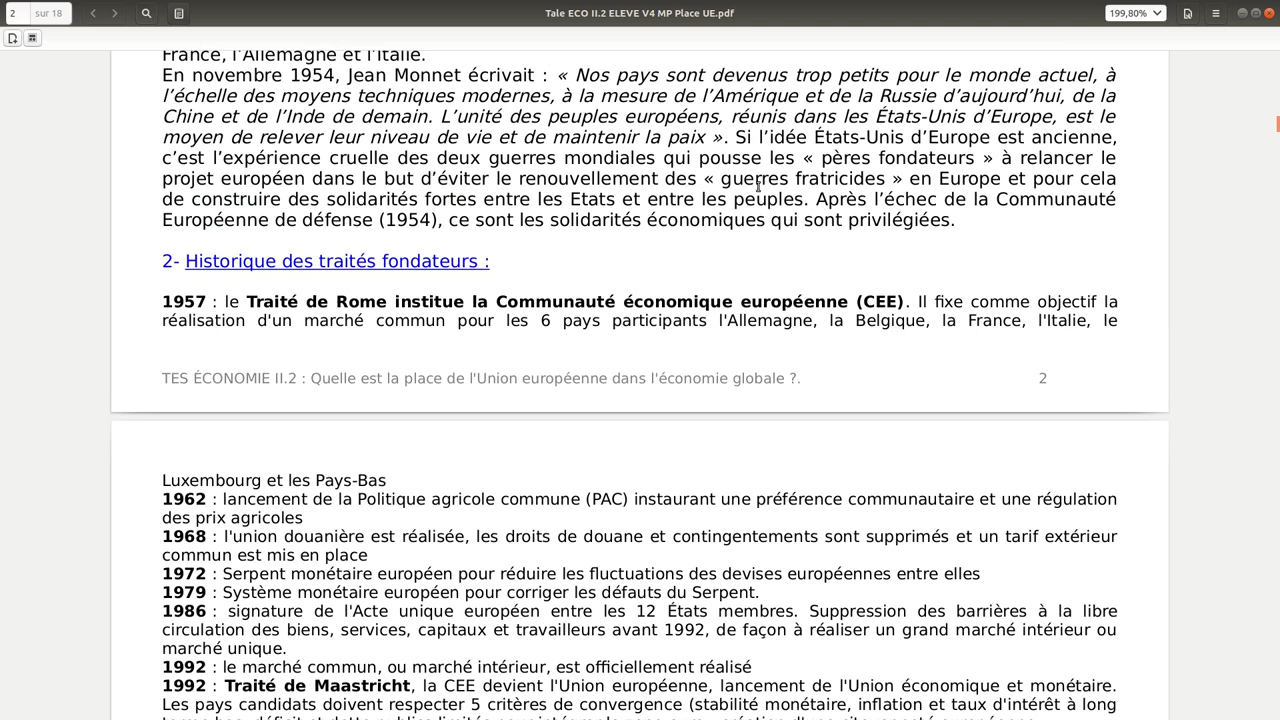 2 sur 18 Tale ECO II.2 ELEVE V4 MP Place UE.pdf 199,80%
France, l'Allemagne et l'Italie.
En novembre 1954, Jean Monnet écrivait : « Nos pays sont devenus trop petits pour le monde actuel, à
l'échelle des moyens techniques modernes, à la mesure de l'Amérique et de la Russie d'aujourd'hui, de la
Chine et de l'Inde de demain. L'unité des peuples européens, réunis dans les États-Unis d'Europe, est le
moyen de relever leur niveau de vie et de maintenir la paix ». Si l'idée États-Unis d'Europe est ancienne,
c'est l'expérience cruelle des deux guerres mondiales qui pousse les « pères fondateurs » à relancer le
projet européen dans le but d'éviter le renouvellement des « guerres fratricides » en Europe et pour cela
de construire des solidarités fortes entre les Etats et entre les peuples. Après l'échec de la Communauté
Européenne de défense (1954), ce sont les solidarités économiques qui sont privilégiées.
2- Historique des traités fondateurs :
1957 : le Traité de Rome institue la Communauté économique européenne (CEE). Il fixe comme objectif la
réalisation d'un marché commun pour les 6 pays participants l'Allemagne, la Belgique, la France, l'Italie, le
TES ÉCONOMIE II.2 : Quelle est la place de l'Union européenne dans l'économie globale ?. 2
Luxembourg et les Pays-Bas
1962 : lancement de la Politique agricole commune (PAC) instaurant une préférence communautaire et une régulation
des prix agricoles
1968 : l'union douanière est réalisée, les droits de douane et contingentements sont supprimés et un tarif extérieur
commun est mis en place
1972 : Serpent monétaire européen pour réduire les fluctuations des devises européennes entre elles
1979 : Système monétaire européen pour corriger les défauts du Serpent.
1986 : signature de l'Acte unique européen entre les 12 États membres. Suppression des barrières à la libre
circulation des biens, services, capitaux et travailleurs avant 1992, de façon à réaliser un grand marché intérieur ou
marché unique.
1992 : le marché commun, ou marché intérieur, est officiellement réalisé
1992 : Traité de Maastricht, la CEE devient l'Union européenne, lancement de l'Union économique et monétaire.
Les pays candidats doivent respecter 5 critères de convergence (stabilité monétaire, inflation et taux d'intérêt à long